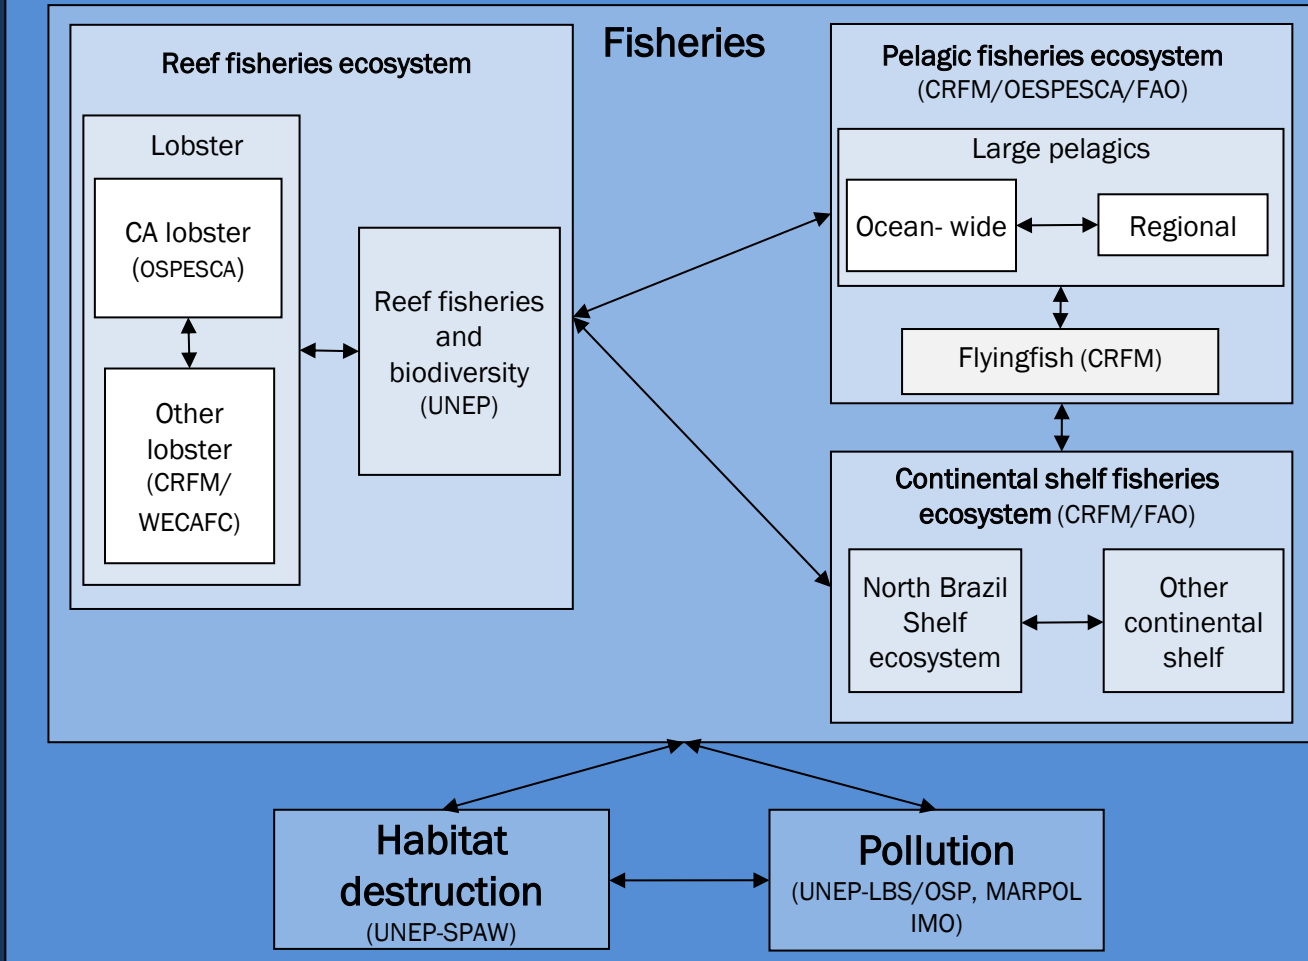 Fisheries
Reef fisheries ecosystem
Lobster
CA lobster
(OSPESCA)
Other
lobster
(CRFM/
WECAFC)
Reef fisheries
and
biodiversity
(UNEP)
Pelagic fisheries ecosystem
(CRFM/OESPESCA/FAO)
Large pelagics
Ocean- wide
Regional
Flyingfish (CRFM)
Continental shelf fisheries
ecosystem (CRFM/FAO)
North Brazil
Shelf
ecosystem
Other
continental
shelf
Habitat
destruction
(UNEP-SPAW)
Pollution
(UNEP-LBS/OSP, MARPOL
IMO)